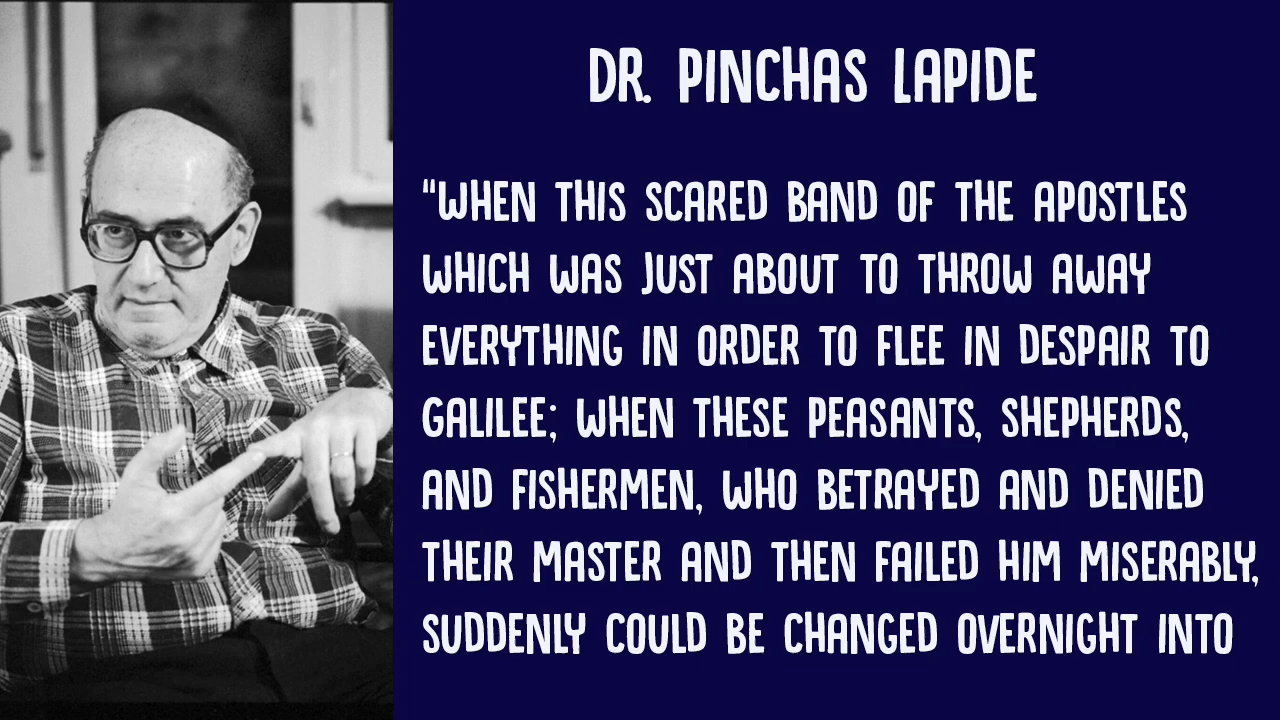 DR. PINCHAS LAPIDE
"WHEN THIS SCARED BAND OF THE APOSTLES
WHICH WAS JUST ABOUT TO THROW AWAY
EVERYTHING IN ORDER TO FLEE IN DESPAIR TO
GALILEE; WHEN THESE PEASANTS, SHEPHERDS,
AND FISHERMEN, WHO BETRAYED AND DENIED
THEIR MASTER AND THEN FAILED HIM MISERABLY,
SUDDENLY COULD BE CHANGED OVERNIGHT INTO